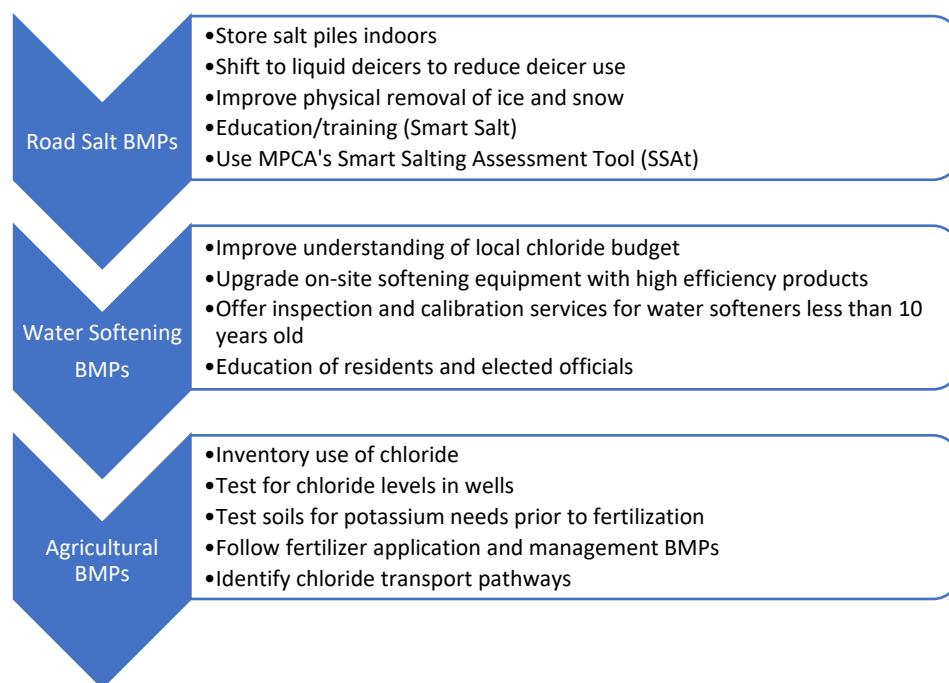 Road Salt BMPs
•Store salt piles indoors
•Shift to liquid deicers to reduce deicer use
•Improve physical removal of ice and snow
•Education/training (Smart Salt)
•Use MPCA's Smart Salting Assessment Tool (SSAt)
Water Softening
BMPs
•Improve understanding of local chloride budget
•Upgrade on-site softening equipment with high efficiency products
•Offer inspection and calibration services for water softeners less than 10
years old
•Education of residents and elected officials
Agricultural
BMPs
•Inventory use of chloride
•Test for chloride levels in wells
•Test soils for potassium needs prior to fertilization
•Follow fertilizer application and management BMPs
•Identify chloride transport pathways